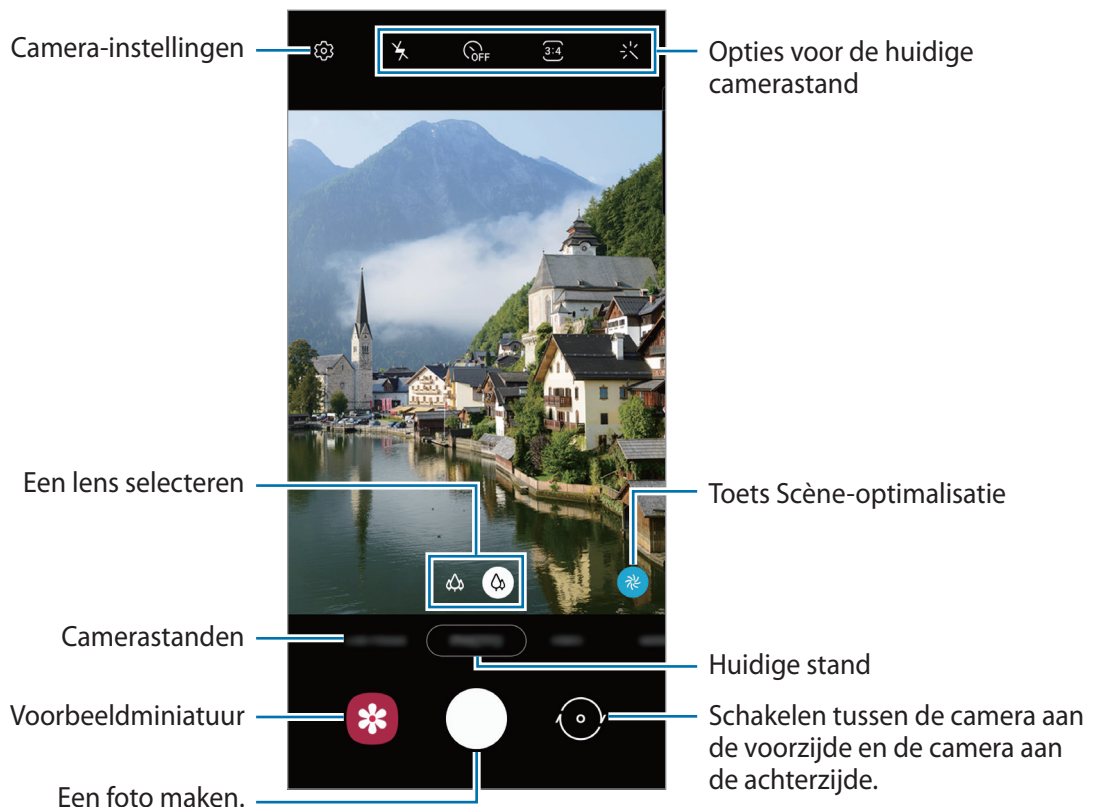 Camera-instellingen
OFF
3:4
Opties voor de huidige
camerastand
Een lens selecteren
Toets Scène-optimalisatie
Camerastanden
Huidige stand
Voorbeeldminiatuur
Schakelen tussen de camera aan
de voorzijde en de camera aan
de achterzijde.
Een foto maken.